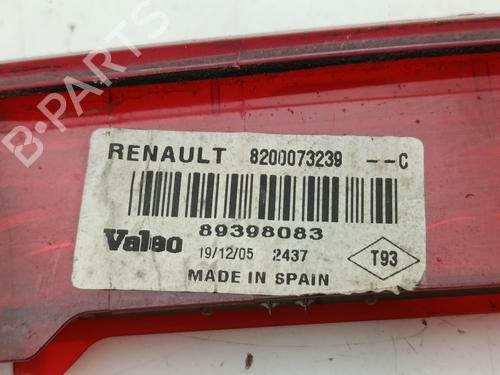 B-PARTS
RENAULT 8200073239 --C
89398083
Valeo 19/12/05 2437 T93
MADE IN SPAIN